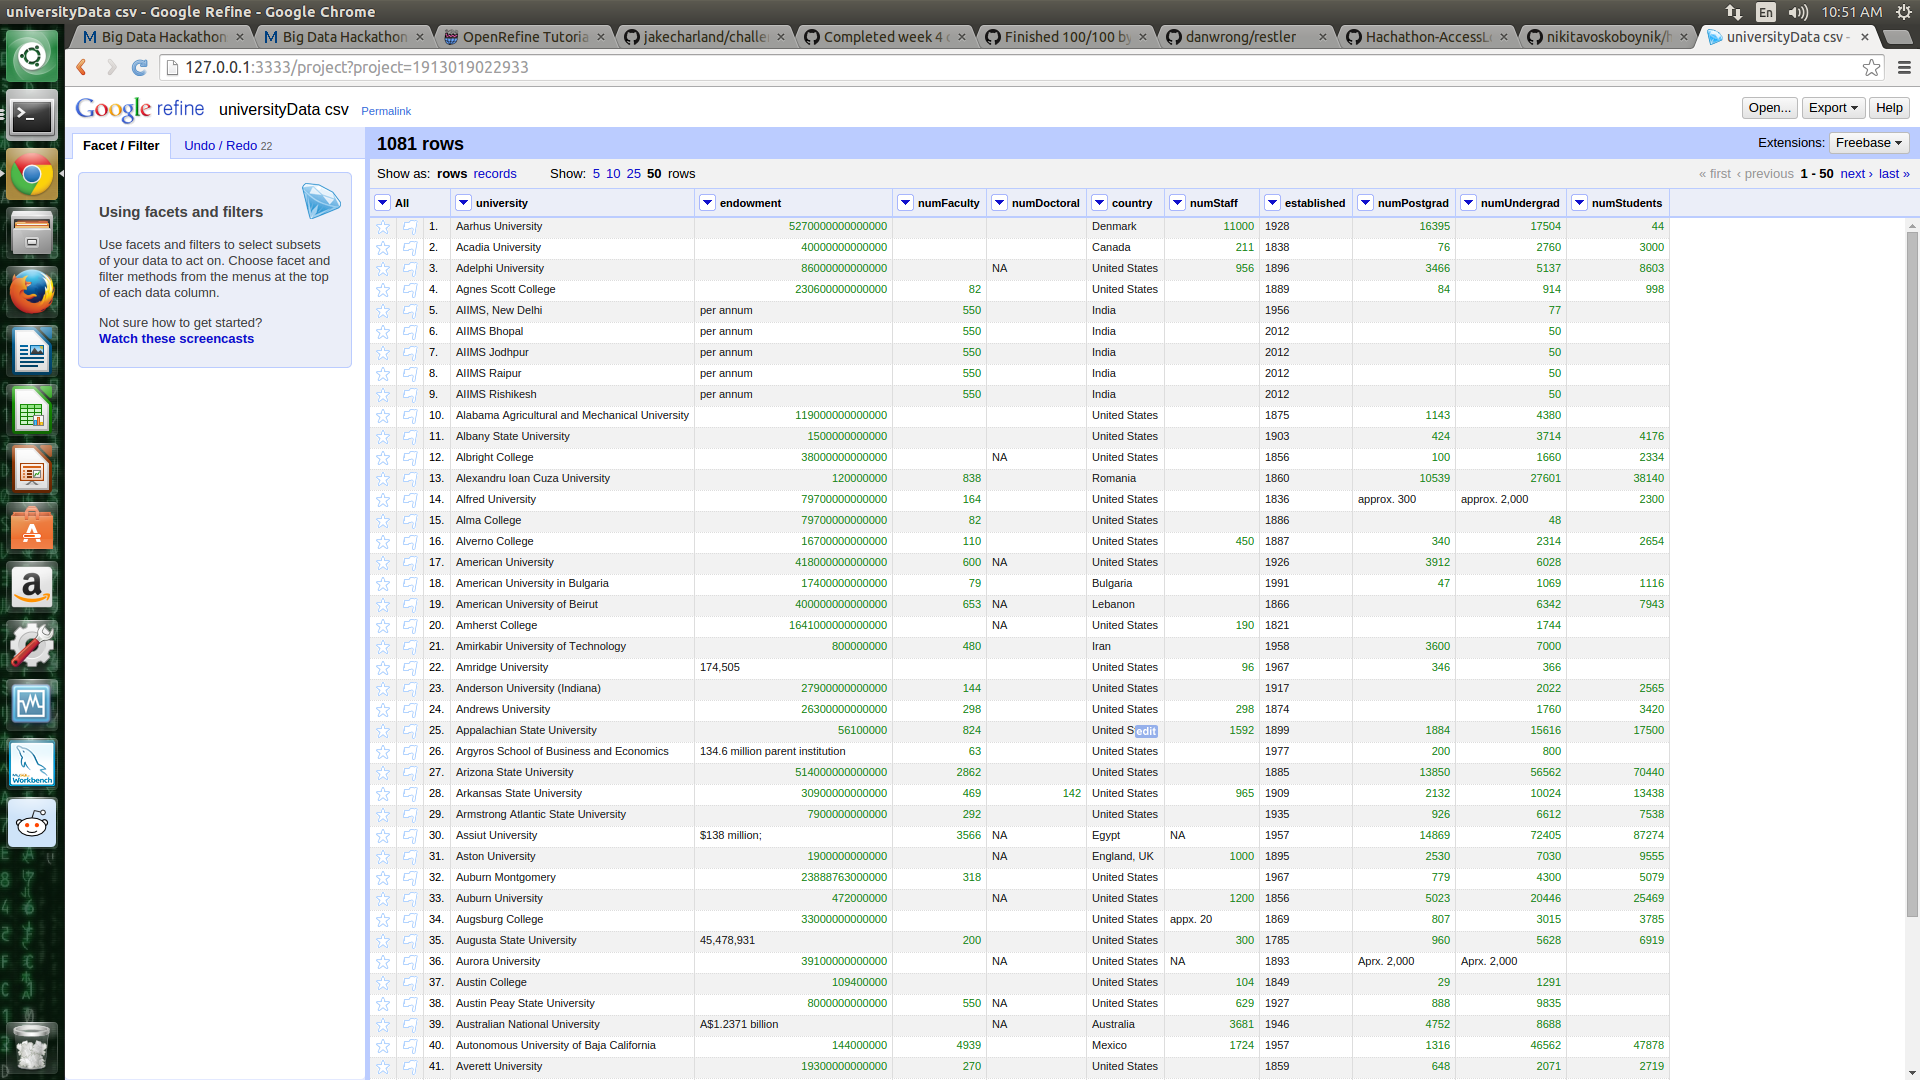 universityData csv - Google Refine - Google Chrome
En 10:51 AM
Big Data Hackathon
Big Data Hackathon
OpenRefine Tutoria
jakecharland/challe
Completed week 4
Finished 100/100 by
danwrong/restler
Hachathon-AccessL
nikitavoskoboynik/h
universityData csv -
127.0.0.1:3333/project?project=1913019022933
Google refine universityData csv Permalink Open... Export Help
Facet / Filter Undo / Redo 22
1081 rows
Extensions: Freebase
Show as: rows records Show: 5 10 25 50 rows
« first ‹ previous 1 - 50 next › last »
Using facets and filters
Use facets and filters to select subsets
of your data to act on. Choose facet and
filter methods from the menus at the top
of each data column.
Not sure how to get started?
Watch these screencasts
All university endowment numFaculty numDoctoral country numStaff established numPostgrad numUndergrad numStudents
1. Aarhus University 5270000000000 Denmark 11000 1928 16395 17504 44
2. Acadia University 40000000000 Canada 211 1838 76 2760 3000
3. Adelphi University 86000000000000 NA United States 956 1896 3466 5137 8603
4. Agnes Scott College 230600000000000 82 United States 1889 84 914 998
5. AIIMS, New Delhi per annum 550 India 1956 77
6. AIIMS Bhopal per annum 550 India 2012 50
7. AIIMS Jodhpur per annum 550 India 2012 50
8. AIIMS Raipur per annum 550 India 2012 50
9. AIIMS Rishikesh per annum 550 India 2012 50
10. Alabama Agricultural and Mechanical University 119000000000000 United States 1875 1143 4380
11. Albany State University 1500000000000 United States 1903 424 3714 4176
12. Albright College 38000000000000 NA United States 1856 100 1660 2334
13. Alexandru Ioan Cuza University 120000000 838 Romania 1860 10539 27601 38140
14. Alfred University 79700000000000 164 United States 1836 approx. 300 approx. 2,000 2300
15. Alma College 79700000000000 82 United States 1886 48
16. Alverno College 16700000000000 110 United States 450 1887 340 2314 2654
17. American University 418000000000000 600 NA United States 1926 3912 6028
18. American University in Bulgaria 17400000000000 79 Bulgaria 1991 47 1069 1116
19. American University of Beirut 400000000000000 653 NA Lebanon 1866 6342 7943
20. Amherst College 1641000000000000 NA United States 190 1821 1744
21. Amirkabir University of Technology 800000000 480 Iran 1958 3600 7000
22. Amridge University 174,505 United States 96 1967 346 366
23. Anderson University (Indiana) 27900000000000 144 United States 1917 2022 2565
24. Andrews University 26300000000000 298 United States 298 1874 1760 3420
25. Appalachian State University 56100000 824 United S edit 1592 1899 1884 15616 17500
26. Argyros School of Business and Economics 134.6 million parent institution 63 United States 1977 200 800
27. Arizona State University 514000000000000 2862 United States 1885 13850 56562 70440
28. Arkansas State University 30900000000000 469 142 United States 965 1909 2132 10024 13438
29. Armstrong Atlantic State University 7900000000000 292 United States 1935 926 6612 7538
30. Assiut University $138 million; 3566 NA Egypt NA 1957 14869 72405 87274
31. Aston University 1900000000000 NA England, UK 1000 1895 2530 7030 9555
32. Auburn Montgomery 23888763000000 318 United States 1967 779 4300 5079
33. Auburn University 472000000 NA United States 1200 1856 5023 20446 25469
34. Augsburg College 33000000000000 United States appx. 20 1869 807 3015 3785
35. Augusta State University 45,478,931 200 United States 300 1785 960 5628 6919
36. Aurora University 39100000000000 NA United States NA 1893 Aprx. 2,000 Aprx. 2,000
37. Austin College 109400000 United States 104 1849 29 1291
38. Austin Peay State University 8000000000000 550 NA United States 629 1927 888 9835
39. Australian National University A$1.2371 billion NA Australia 3681 1946 4752 8688
40. Autonomous University of Baja California 144000000 4939 Mexico 1724 1957 1316 46562 47878
41. Averett University 19300000000000 270 United States 1859 648 2071 2719